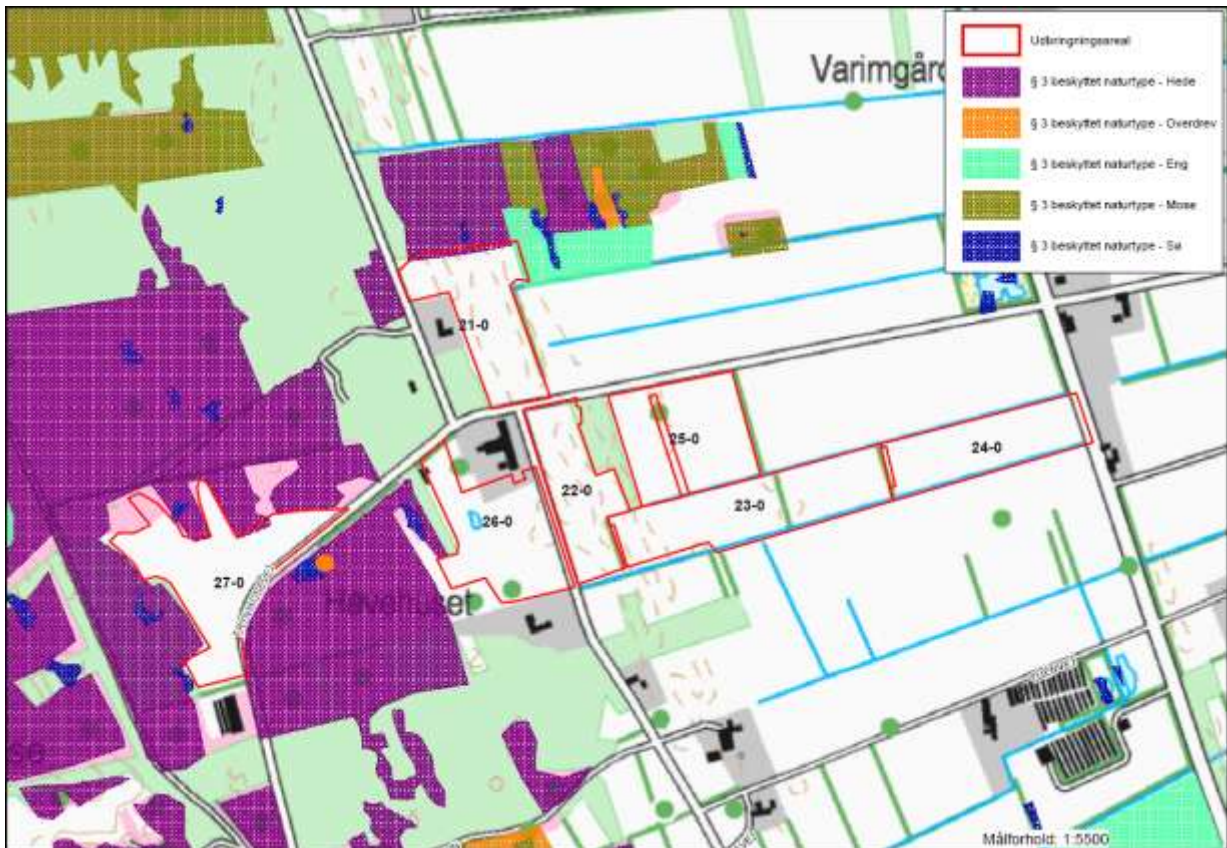 Udbringningsareal
Varimgård
§ 3 beskyttet naturtype - Hede
§ 3 beskyttet naturtype - Overdrev
§ 3 beskyttet naturtype - Eng
§ 3 beskyttet naturtype - Mose
§ 3 beskyttet naturtype - Sø
21-0
25-0
24-0
22-0
23-0
26-0
27-0
Høvehuset
Målforhold: 1:5500